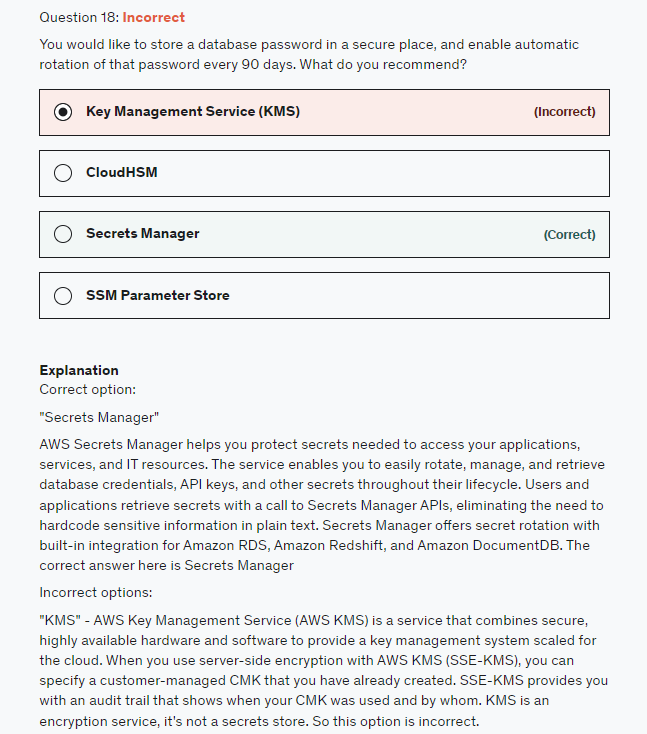 Question 18: Incorrect
You would like to store a database password in a secure place, and enable automatic
rotation of that password every 90 days. What do you recommend?
Key Management Service (KMS) (Incorrect)
CloudHSM
Secrets Manager (Correct)
SSM Parameter Store
Explanation
Correct option:
"Secrets Manager"
AWS Secrets Manager helps you protect secrets needed to access your applications,
services, and IT resources. The service enables you to easily rotate, manage, and retrieve
database credentials, API keys, and other secrets throughout their lifecycle. Users and
applications retrieve secrets with a call to Secrets Manager APIs, eliminating the need to
hardcode sensitive information in plain text. Secrets Manager offers secret rotation with
built-in integration for Amazon RDS, Amazon Redshift, and Amazon DocumentDB. The
correct answer here is Secrets Manager
Incorrect options:
"KMS" - AWS Key Management Service (AWS KMS) is a service that combines secure,
highly available hardware and software to provide a key management system scaled for
the cloud. When you use server-side encryption with AWS KMS (SSE-KMS), you can
specify a customer-managed CMK that you have already created. SSE-KMS provides you
with an audit trail that shows when your CMK was used and by whom. KMS is an
encryption service, it's not a secrets store. So this option is incorrect.